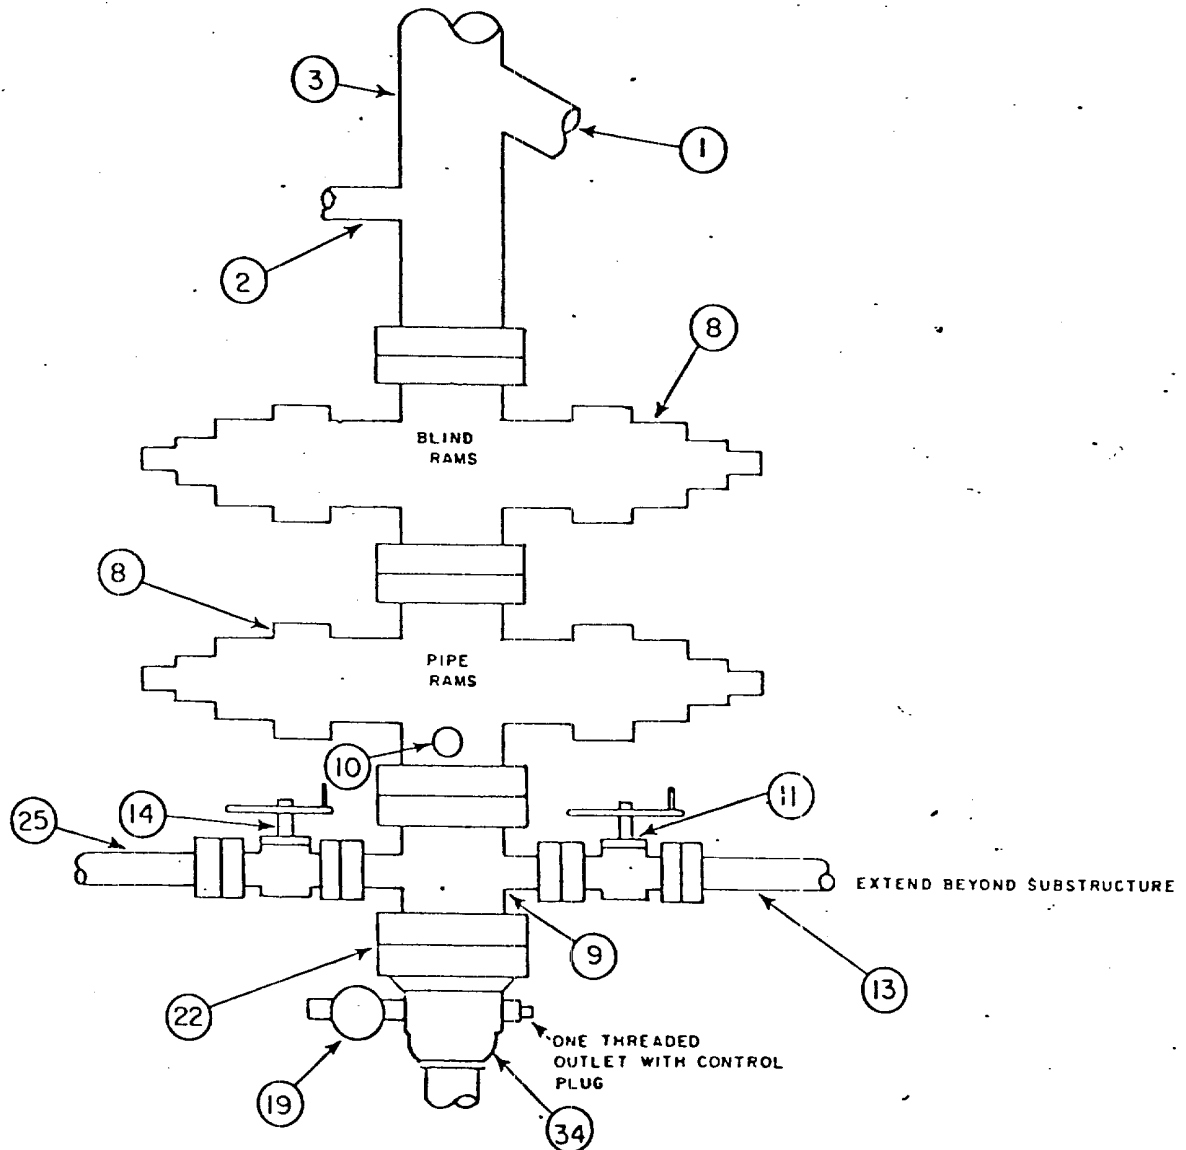 3
1
2
8
BLIND
RAMS
8
PIPE
RAMS
10
14
11
25
EXTEND BEYOND SUBSTRUCTURE
9
13
22
ONE THREADED
OUTLET WITH CONTROL
PLUG
19
34